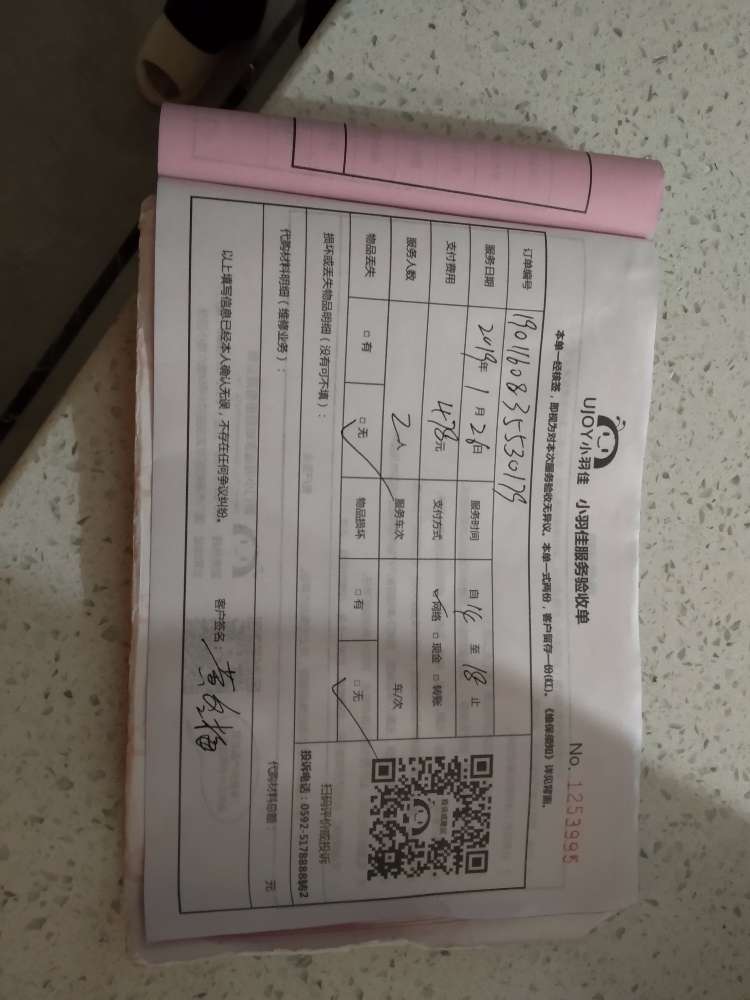 UJOY小羽佳 小羽佳服务验收单
No. 1253995
本单一经核签，即视为对本次服务验收无异议。本单一式两份，客户留存一份(红)。《维保须知》详见背面。
订单编号 1901160835530179
服务日期 2019年 1月28日 服务时间 自16至18止
支付费用 478元 支付方式 □网络 □现金 □转账
服务人数 2人 服务车次 车/次
物品丢失 □有 □无 物品损坏 □有 □无
损坏或丢失物品明细（没有可不填）：
扫码评价或投诉
投诉电话：0592-5178888转2
代购材料明细（维修业务）：
代购材料总额： 元
以上填写信息已经本人确认无误，不存在任何争议纠纷。
客户签名：